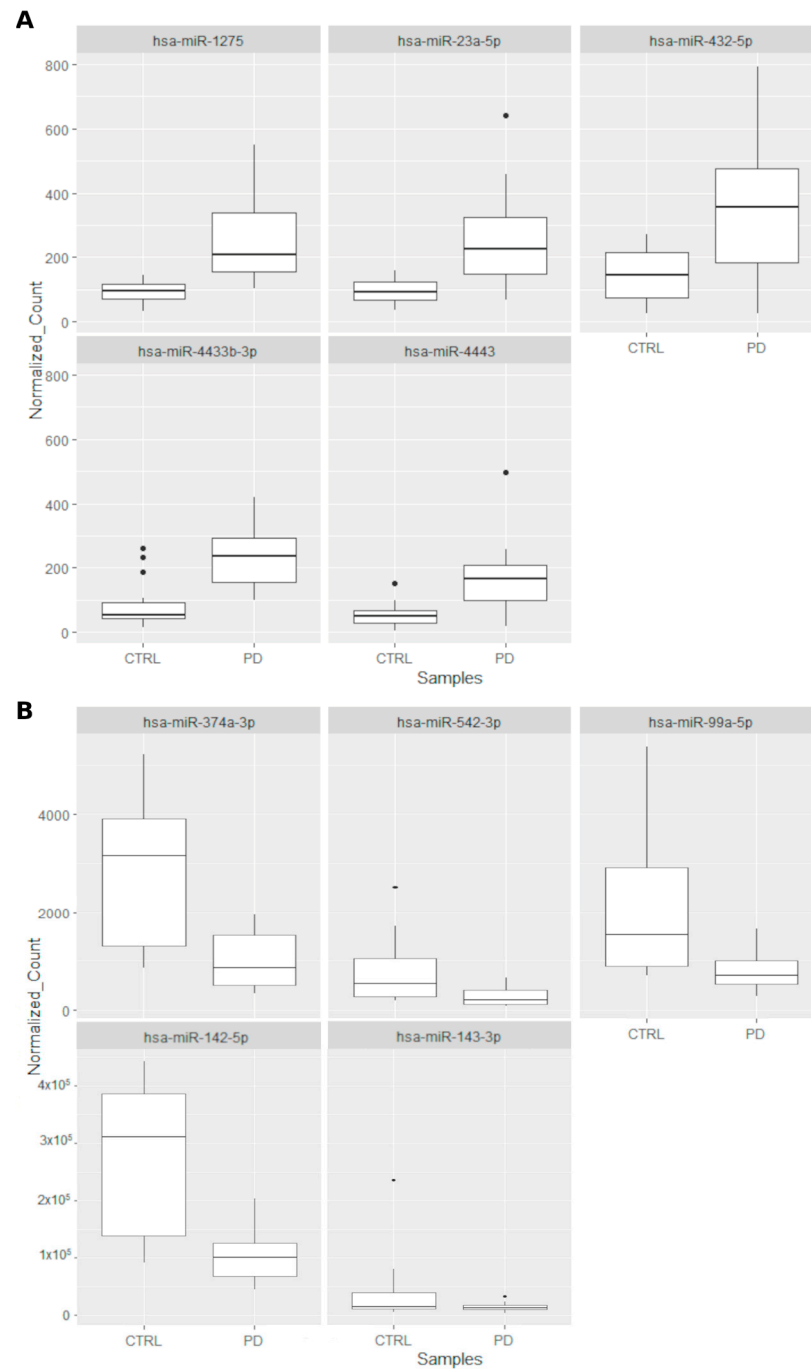 A
hsa-miR-1275 hsa-miR-23a-5p hsa-miR-432-5p
800
600
400
200
0
CTRL PD
hsa-miR-4433b-3p hsa-miR-4443
800
600
400
200
0
Normalized_Count
CTRL PD CTRL PD
Samples
B
hsa-miR-374a-3p hsa-miR-542-3p hsa-miR-99a-5p
4000
2000
0
CTRL PD
hsa-miR-142-5p hsa-miR-143-3p
4x10⁵
3x10⁵
2x10⁵
1x10⁵
0
Normalized_Count
CTRL PD CTRL PD
Samples